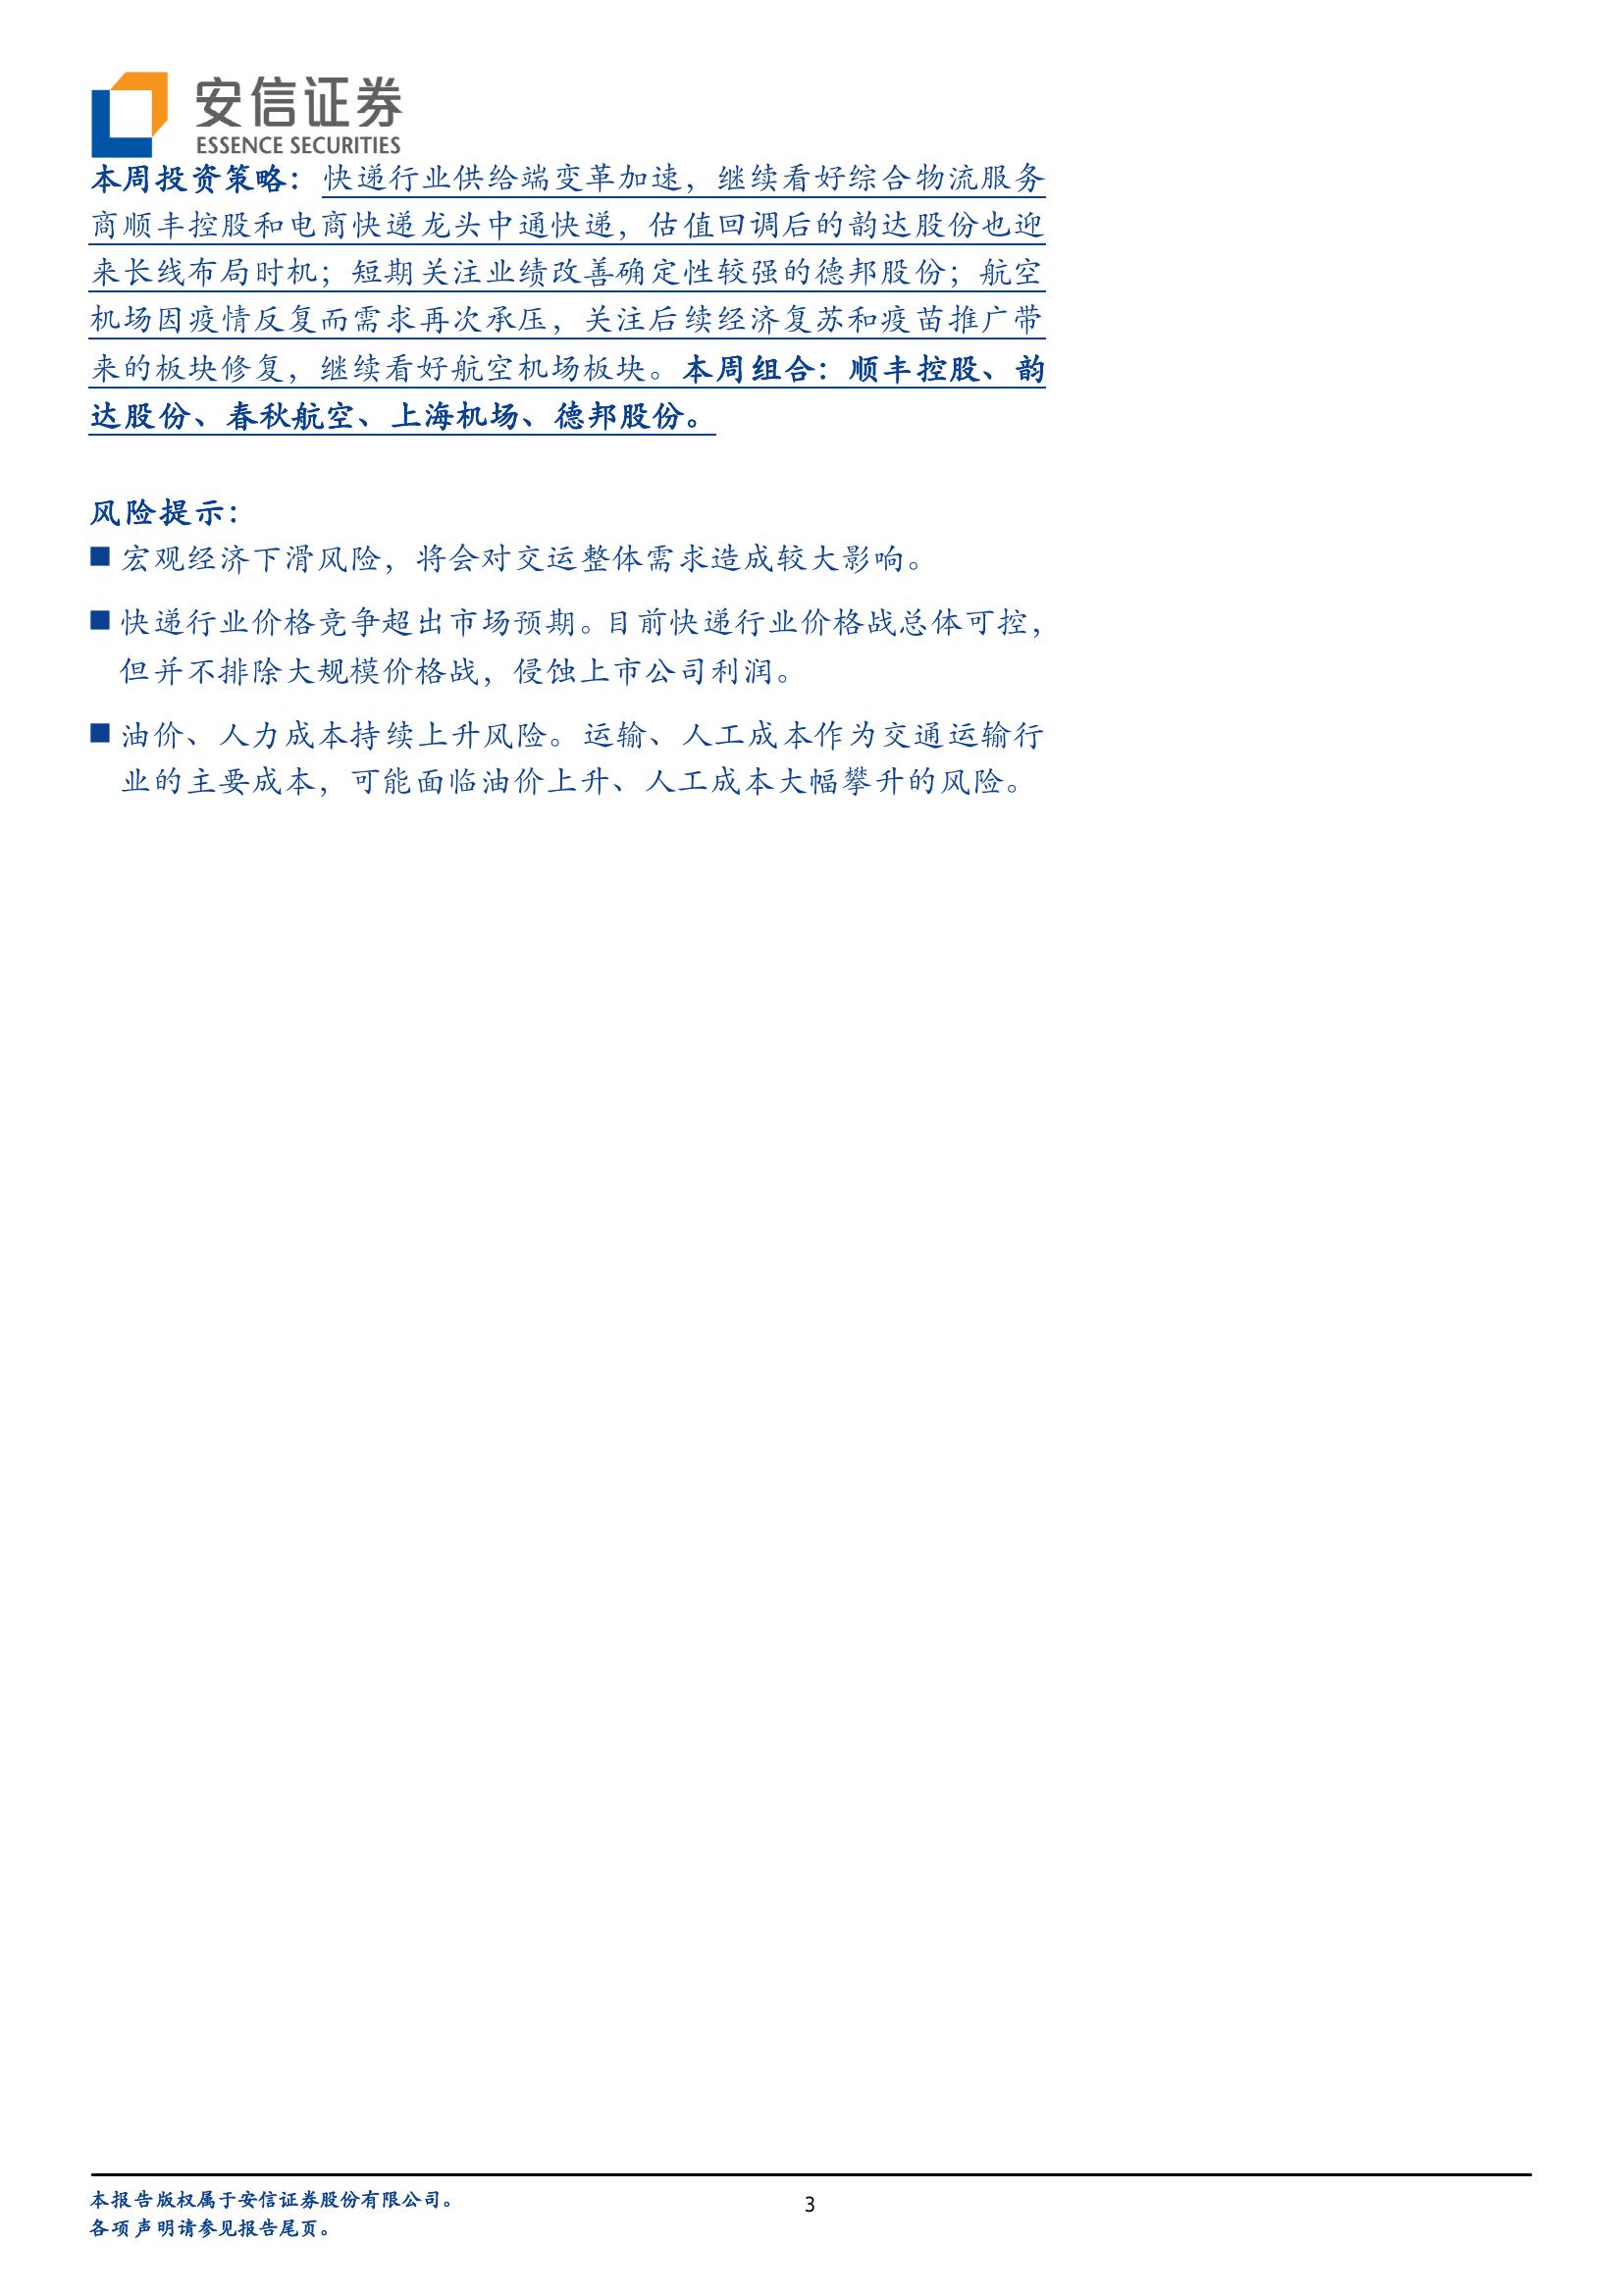 安信证券
ESSENCE SECURITIES
本周投资策略：快递行业供给端变革加速，继续看好综合物流服务
商顺丰控股和电商快递龙头中通快递，估值回调后的韵达股份也迎
来长线布局时机；短期关注业绩改善确定性较强的德邦股份；航空
机场因疫情反复而需求再次承压，关注后续经济复苏和疫苗推广带
来的板块修复，继续看好航空机场板块。本周组合：顺丰控股、韵
达股份、春秋航空、上海机场、德邦股份。
风险提示：
■ 宏观经济下滑风险，将会对交运整体需求造成较大影响。
■ 快递行业价格竞争超出市场预期。目前快递行业价格战总体可控，
但并不排除大规模价格战，侵蚀上市公司利润。
■ 油价、人力成本持续上升风险。运输、人工成本作为交通运输行
业的主要成本，可能面临油价上升、人工成本大幅攀升的风险。
本报告版权属于安信证券股份有限公司。
各项声明请参见报告尾页。
3